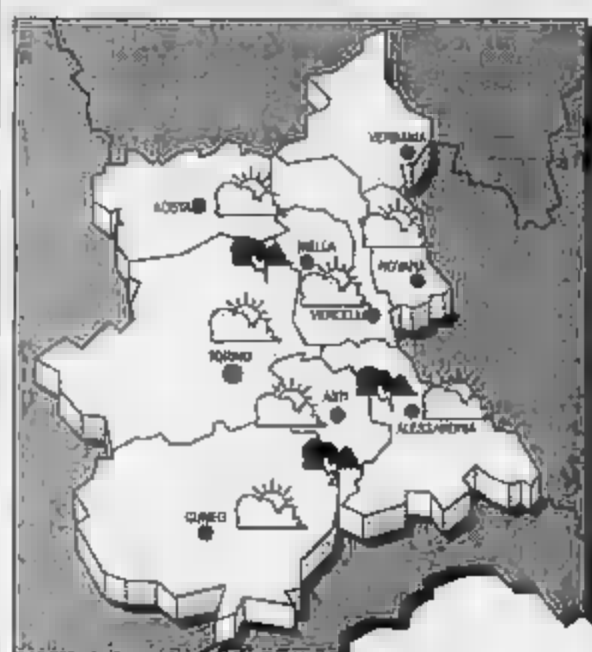 VERBANIA
AOSTA
BIELLA
NOVARA
VERCELLI
TORINO
ASTI
ALESSANDRIA
CUNEO